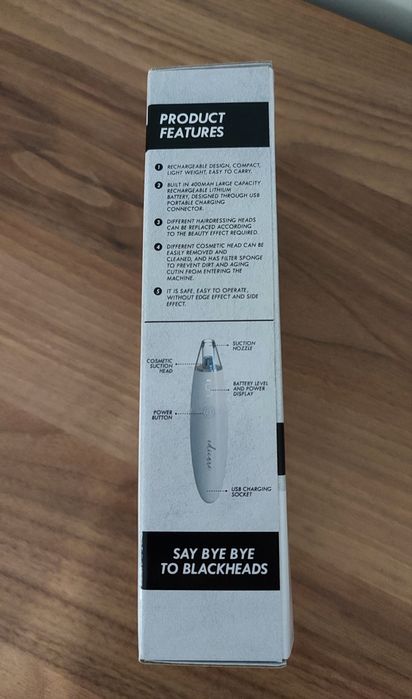 PRODUCT
FEATURES
1 RECHARGEABLE DESIGN, COMPACT,
LIGHT WEIGHT, EASY TO CARRY.
2 BUILT IN 400MAH LARGE CAPACITY
RECHARGEABLE LITHIUM
BATTERY, DESIGNED THROUGH USB
PORTABLE CHARGING
CONNECTOR.
3 DIFFERENT HAIRDRESSING HEADS
CAN BE REPLACED ACCORDING
TO THE BEAUTY EFFECT REQUIRED.
4 DIFFERENT COSMETIC HEAD CAN BE
EASILY REMOVED AND
CLEANED, AND HAS FILTER SPONGE
TO PREVENT DIRT AND AGING
CUTIN FROM ENTERING THE
MACHINE.
5 IT IS SAFE, EASY TO OPERATE,
WITHOUT EDGE EFFECT AND SIDE
EFFECT.
SUCTION
NOZZLE
COSMETIC
SUCTION
HEAD
BATTERY LEVEL
AND POWER
DISPLAY
POWER
BUTTON
USB CHARGING
SOCKET
SAY BYE BYE
TO BLACKHEADS